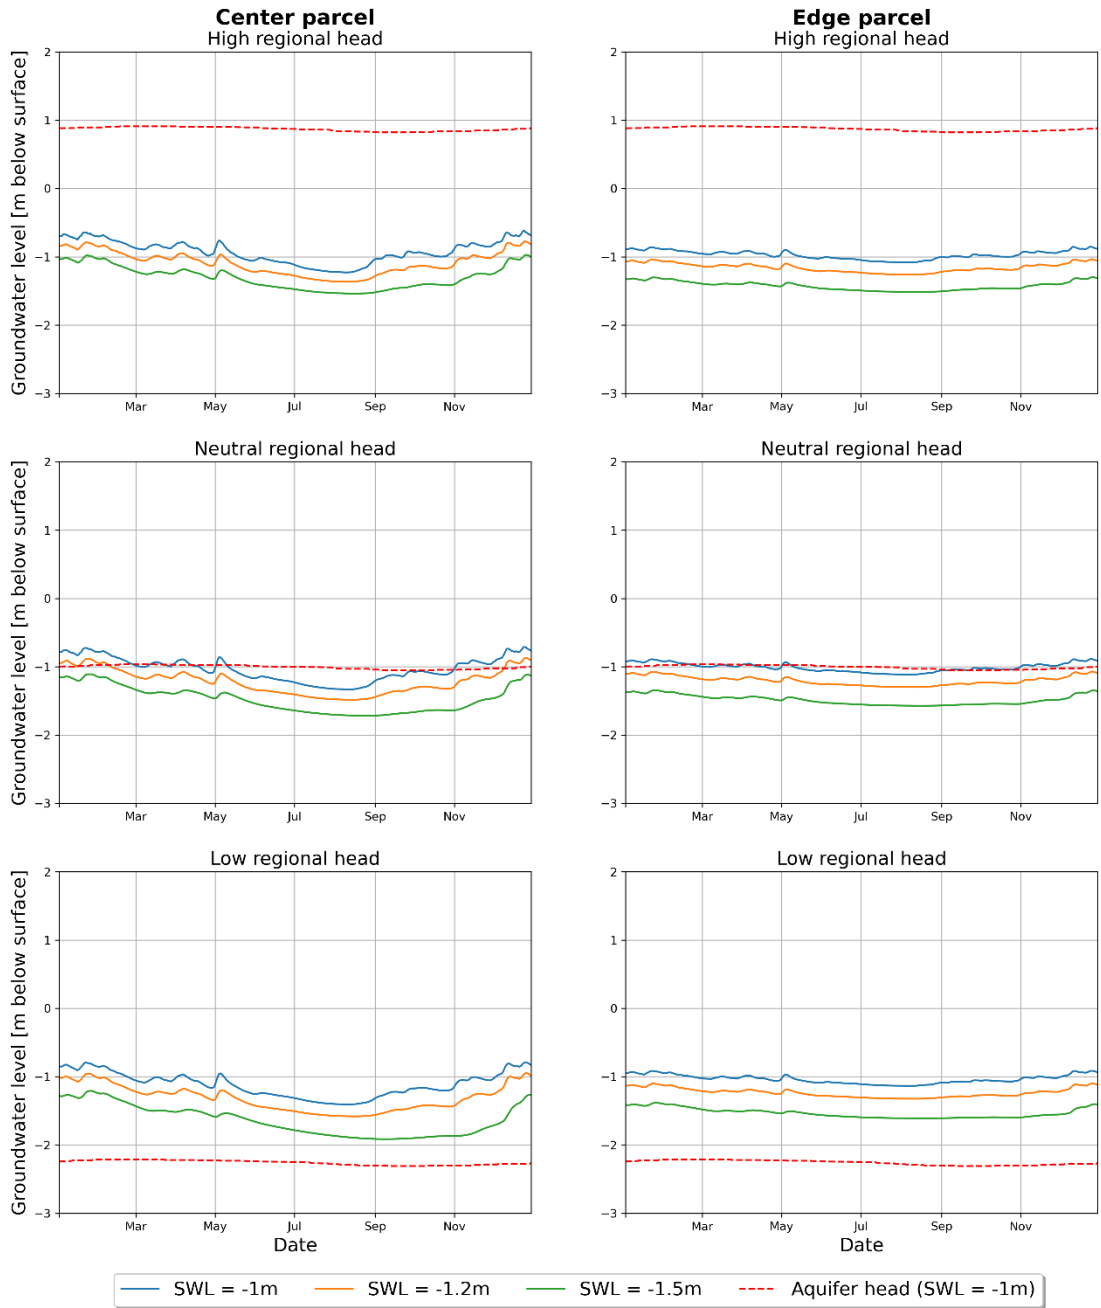 Center parcel
High regional head
Edge parcel
High regional head
Groundwater level [m below surface]
2
1
0
−1
−2
−3
Mar May Jul Sep Nov
2
1
0
−1
−2
−3
Mar May Jul Sep Nov
Neutral regional head
Neutral regional head
Groundwater level [m below surface]
2
1
0
−1
−2
−3
Mar May Jul Sep Nov
2
1
0
−1
−2
−3
Mar May Jul Sep Nov
Low regional head
Low regional head
Groundwater level [m below surface]
2
1
0
−1
−2
−3
Mar May Jul Sep Nov
Date
2
1
0
−1
−2
−3
Mar May Jul Sep Nov
Date
SWL = -1m SWL = -1.2m SWL = -1.5m Aquifer head (SWL = -1m)